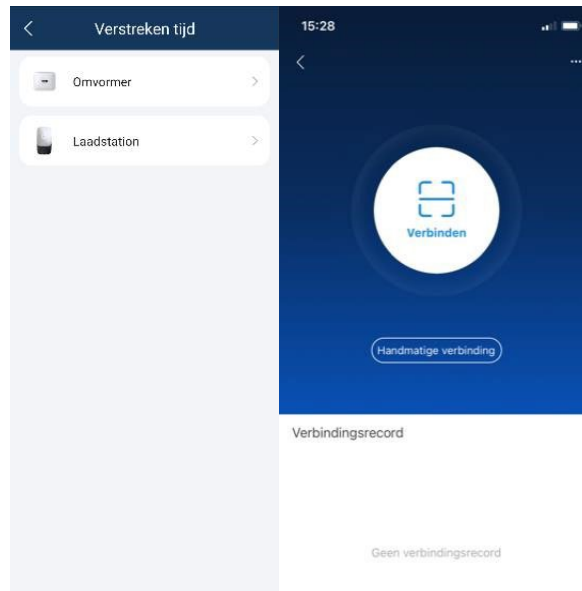 Verstreken tijd
Omvormer
Laadstation
15:28
Verbinden
Handmatige verbinding
Verbindingsrecord
Geen verbindingsrecord